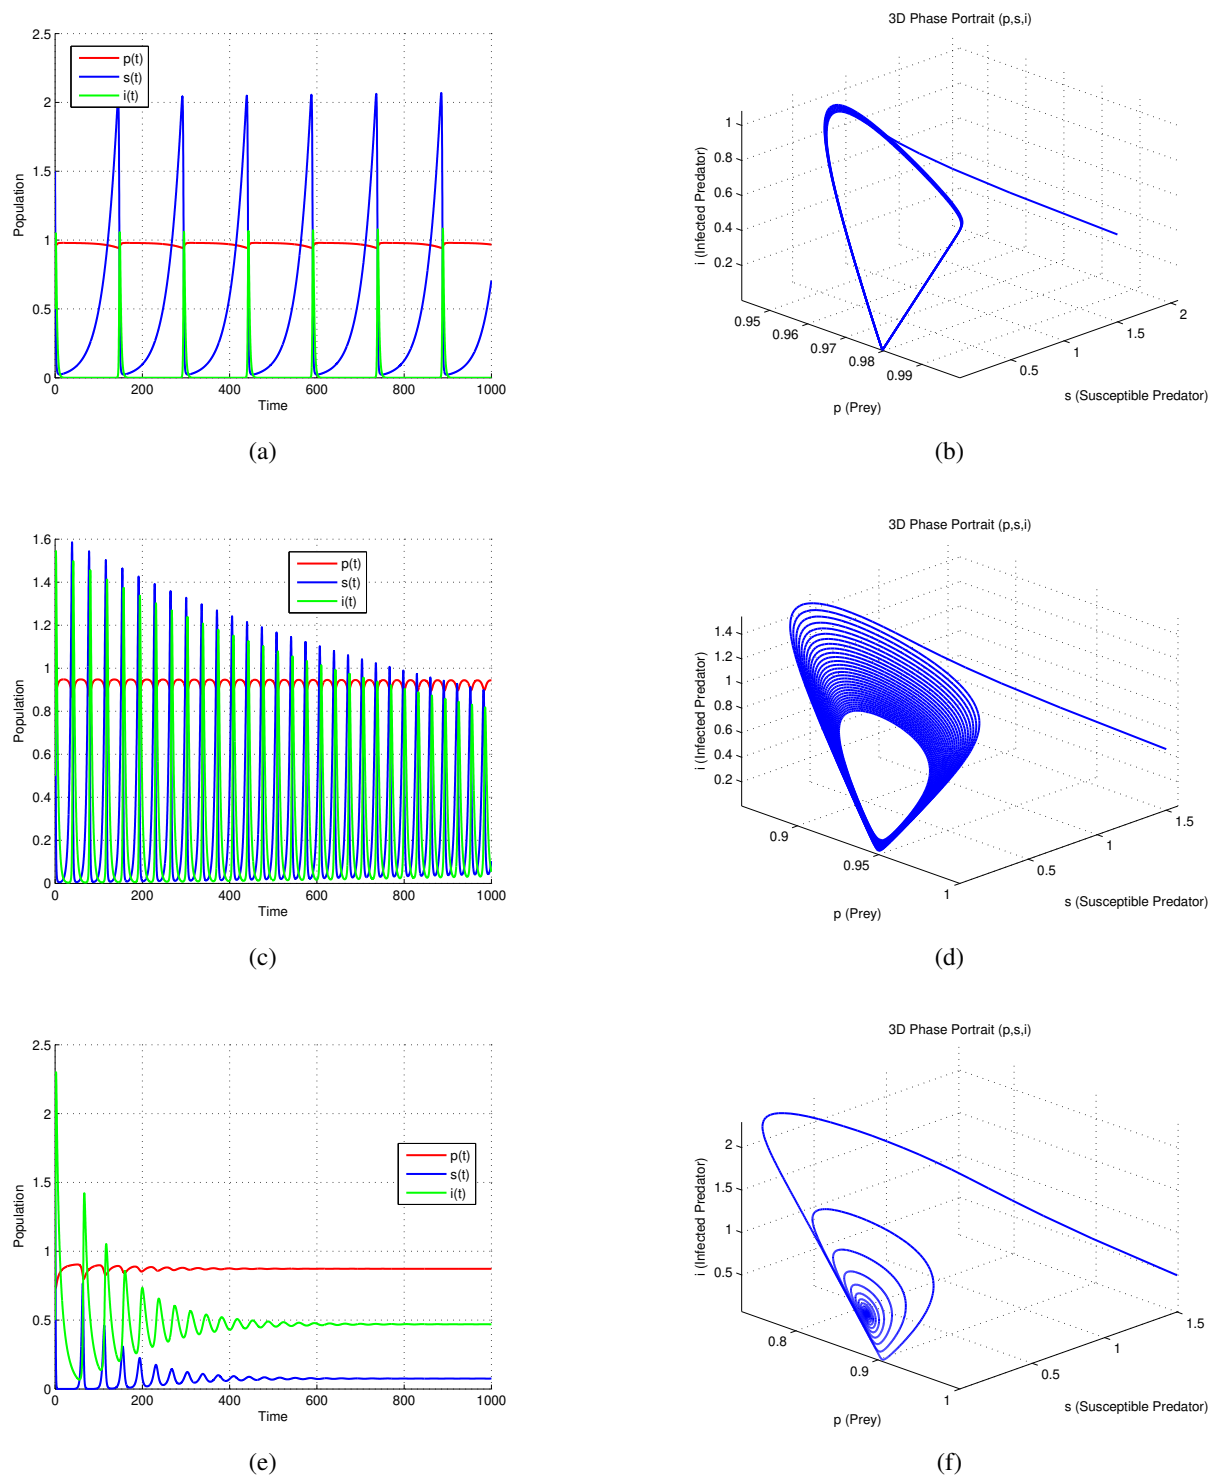 2.5
2
1.5
1
0.5
0
0
200
400
600
800
1000
Population
Time
p(t)
s(t)
i(t)
(a)
3D Phase Portrait (p,s,i)
1
0.8
0.6
0.4
0.2
i (Infected Predator)
0.95
0.96
0.97
0.98
0.99
p (Prey)
0.5
1
1.5
2
s (Susceptible Predator)
(b)
1.6
1.4
1.2
1
0.8
0.6
0.4
0.2
0
0
200
400
600
800
1000
Population
Time
p(t)
s(t)
i(t)
(c)
3D Phase Portrait (p,s,i)
1.4
1.2
1
0.8
0.6
0.4
0.2
i (Infected Predator)
0.9
0.95
1
p (Prey)
0.5
1
1.5
s (Susceptible Predator)
(d)
2.5
2
1.5
1
0.5
0
0
200
400
600
800
1000
Population
Time
p(t)
s(t)
i(t)
(e)
3D Phase Portrait (p,s,i)
2
1.5
1
0.5
i (Infected Predator)
0.8
0.9
1
p (Prey)
0.5
1
1.5
s (Susceptible Predator)
(f)